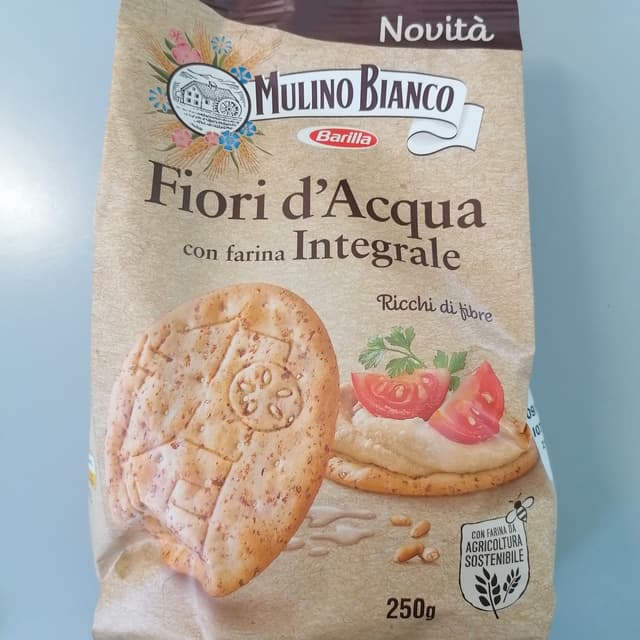 Novità
MULINO BIANCO
Barilla
Fiori d'Acqua
con farina Integrale
Ricchi di fibre
CON FARINA DA
AGRICOLTURA
SOSTENIBILE
250g